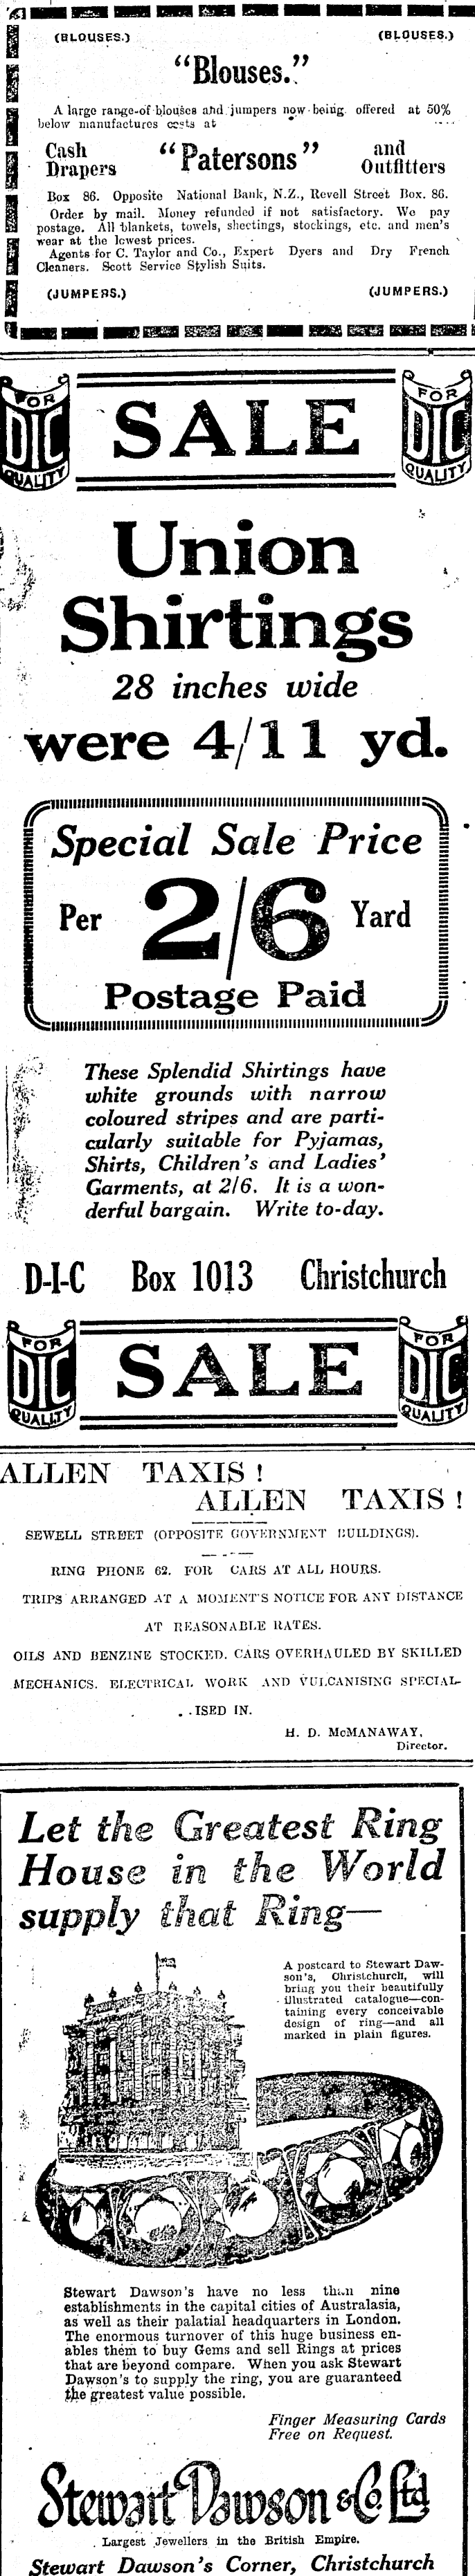 (BLOUSES.) (BLOUSES.)
"Blouses."
A large range of blouses and jumpers now being offered at 50%
below manufactures costs at
Cash "Patersons" and
Drapers Outfitters
Box 86. Opposite National Bank, N.Z., Revell Street Box. 86.
Order by mail. Money refunded if not satisfactory. We pay
postage. All blankets, towels, sheetings, stockings, etc. and men's
wear at the lowest prices.
Agents for C. Taylor and Co., Expert Dyers and Dry French
Cleaners. Scott Service Stylish Suits.
(JUMPERS.) (JUMPERS.)
FOR DIC QUALITY SALE FOR DIC QUALITY
Union
Shirtings
28 inches wide
were 4/11 yd.
Special Sale Price
Per 2/6 Yard
Postage Paid
These Splendid Shirtings have
white grounds with narrow
coloured stripes and are parti-
cularly suitable for Pyjamas,
Shirts, Children's and Ladies'
Garments, at 2/6. It is a won-
derful bargain. Write to-day.
D-I-C Box 1013 Christchurch
FOR DIC QUALITY SALE FOR DIC QUALITY
ALLEN TAXIS!
ALLEN TAXIS!
SEWELL STREET (OPPOSITE GOVERNMENT BUILDINGS).
RING PHONE 62. FOR CARS AT ALL HOURS.
TRIPS ARRANGED AT A MOMENT'S NOTICE FOR ANY DISTANCE
AT REASONABLE RATES.
OILS AND BENZINE STOCKED. CARS OVERHAULED BY SKILLED
MECHANICS. ELECTRICAL WORK AND VULCANISING SPECIAL-
ISED IN.
H. D. McMANAWAY,
Director.
Let the Greatest Ring
House in the World
supply that Ring—
A postcard to Stewart Daw-
son's, Christchurch, will
bring you their beautifully
illustrated catalogue—con-
taining every conceivable
design of ring—and all
marked in plain figures.
Stewart Dawson's have no less than nine
establishments in the capital cities of Australasia,
as well as their palatial headquarters in London.
The enormous turnover of this huge business en-
ables them to buy Gems and sell Rings at prices
that are beyond compare. When you ask Stewart
Dawson's to supply the ring, you are guaranteed
the greatest value possible.
Finger Measuring Cards
Free on Request.
Stewart Dawson & Co. Ltd
Largest Jewellers in the British Empire.
Stewart Dawson's Corner, Christchurch